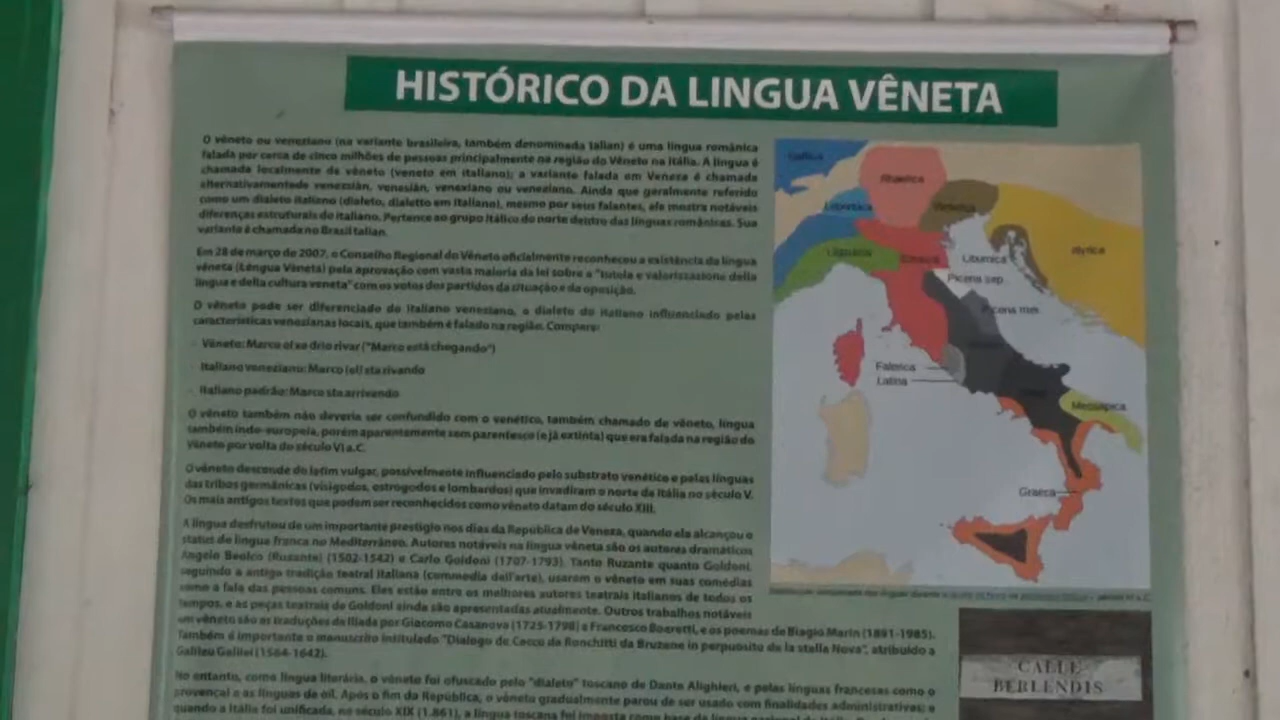 HISTÓRICO DA LINGUA VÊNETA
O vêneto ou veneziano (na variante brasileira, também denominada talian) é uma língua românica
falada por cerca de cinco milhões de pessoas principalmente na região do Vêneto na Itália. A língua é
chamada localmente de vêneto (veneto em italiano); a variante falada em Veneza é chamada
alternativamentede venessiàn, venesiàn, venexiano ou veneziano. Ainda que geralmente referido
como um dialeto italiano (dialeto, dialetto em italiano), mesmo por seus falantes, ele mostra notáveis
diferenças estruturais do italiano. Pertence ao grupo Itálico do norte dentro das línguas românicas. Sua
variante é chamada no Brasil talian.
Em 28 de março de 2007, o Conselho Regional do Vêneto oficialmente reconheceu a existência da língua
vêneta (Léngua Vèneta) pela aprovação com vasta maioria da lei sobre a "tutela e valorizzazione della
lingua e della cultura veneta" com os votos dos partidos da situação e da oposição.
O vêneto pode ser diferenciado do italiano veneziano, o dialeto do italiano influenciado pelas
características venezianas locais, que também é falado na região. Compare:
- Vêneto: Marco el xe drio rivar ("Marco está chegando")
Italiano veneziano: Marco (el) sta rivando
- Italiano padrão: Marco sta arrivando
O vêneto também não deveria ser confundido com o venético, também chamado de vêneto, língua
também indo-europeia, porém aparentemente sem parentesco (e já extinta) que era falada na região do
Vêneto por volta do século VI a.C.
O vêneto descende do latim vulgar, possivelmente influenciado pelo substrato venético e pelas línguas
das tribos germânicas (visigodos, ostrogodos e lombardos) que invadiram o norte da Itália no século V.
Os mais antigos textos que podem ser reconhecidos como vêneto datam do século XIII.
A língua desfrutou de um importante prestígio nos dias da República de Veneza, quando ela alcançou o
status de língua franca no Mediterrâneo. Autores notáveis na língua vêneta são os autores dramáticos
Angelo Beolco (Ruzante) (1502-1542) e Carlo Goldoni (1707-1793). Tanto Ruzante quanto Goldoni,
seguindo a antiga tradição teatral italiana (commedia dell'arte), usaram o vêneto em suas comédias
como a fala das pessoas comuns. Eles estão entre os melhores autores teatrais italianos de todos os
tempos, e as peças teatrais de Goldoni ainda são apresentadas atualmente. Outros trabalhos notáveis
em vêneto são as traduções da Ilíada por Giacomo Casanova (1725-1798) e Francesco Boaretti, e os poemas de Biagio Marin (1891-1985).
Também é importante o manuscrito intitulado "Dialogo de Cecco da Ronchitti da Bruzene in perpuosito de la stella Nova", atribuído a
Galileu Galilei (1564-1642).
No entanto, como língua literária, o vêneto foi ofuscado pelo "dialeto" toscano de Dante Alighieri, e pelas línguas francesas como o
provençal e as línguas de oïl. Após o fim da República, o vêneto gradualmente parou de ser usado com finalidades administrativas; e
quando a Itália foi unificada, no século XIX (1.861), a língua toscana foi imposta como base da língua nacional
Gallica
Rhaetica
Lepontica
Venetica
Liguriana
Etrusca
Liburnica
Illyrica
Picena sep.
Picena mer.
Falisca
Latina
Messapica
Graeca
CALLE
BERLENDIS